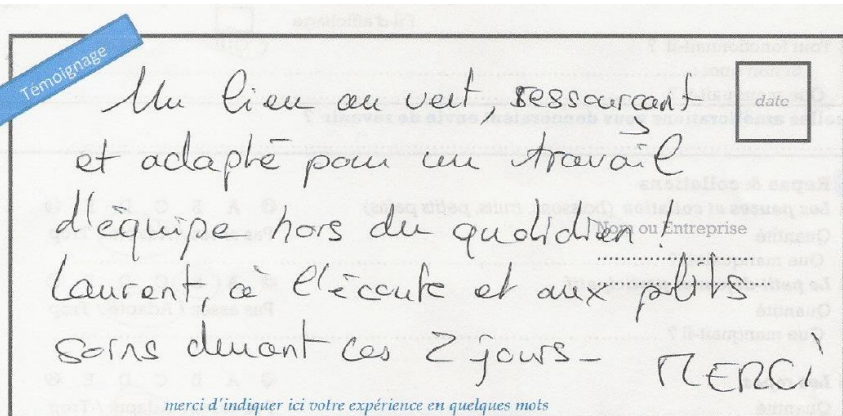 Témoignage
Un lieu au vert, ressourçant
date
et adapté pour un travail
d'équipe hors du quotidien !
Nom ou Entreprise
Laurent, à l'écoute et aux petits
soins durant ces 2 jours - MERCI
merci d'indiquer ici votre expérience en quelques mots